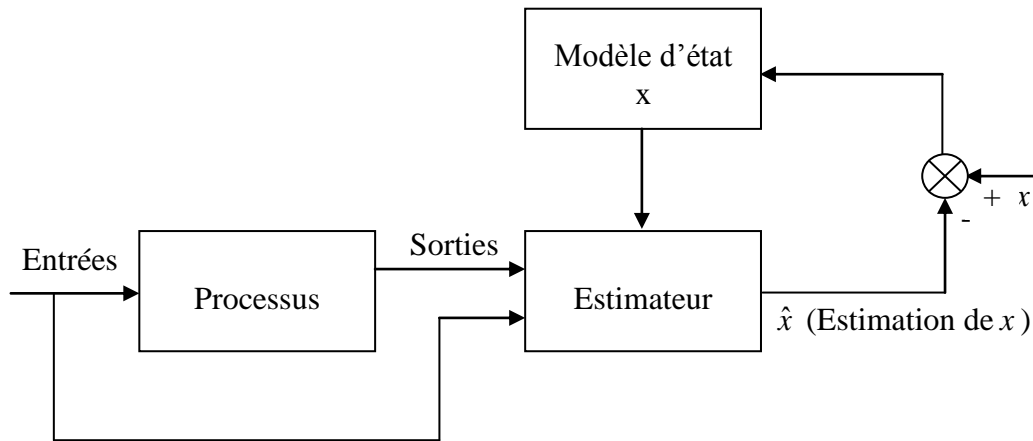 Modèle d'état
x
+ x
-
Sorties
Entrées
Processus
Estimateur
x̂ (Estimation de x)